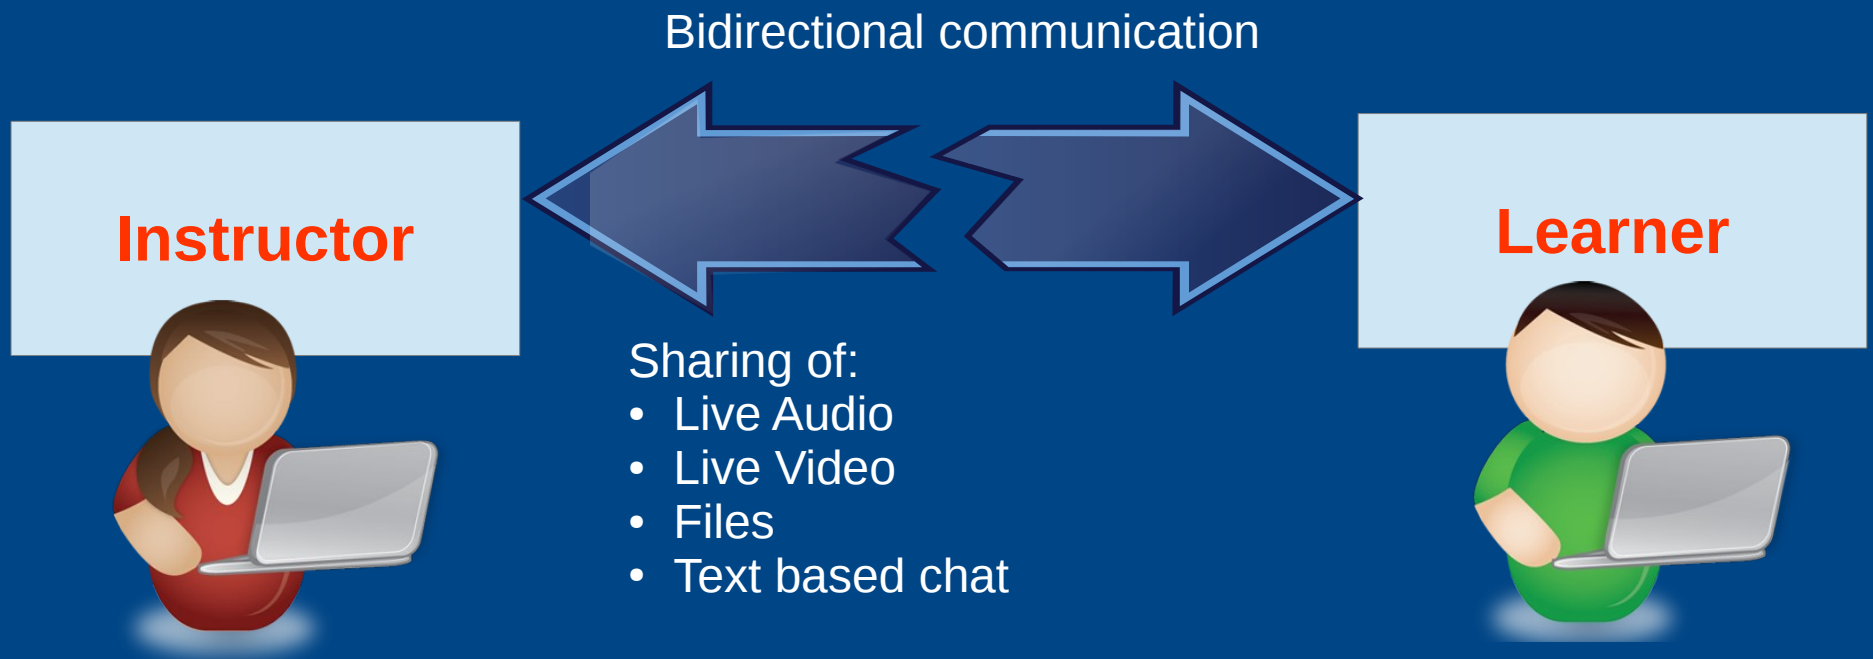 Bidirectional communication
Instructor
Learner
Sharing of:
• Live Audio
• Live Video
• Files
• Text based chat